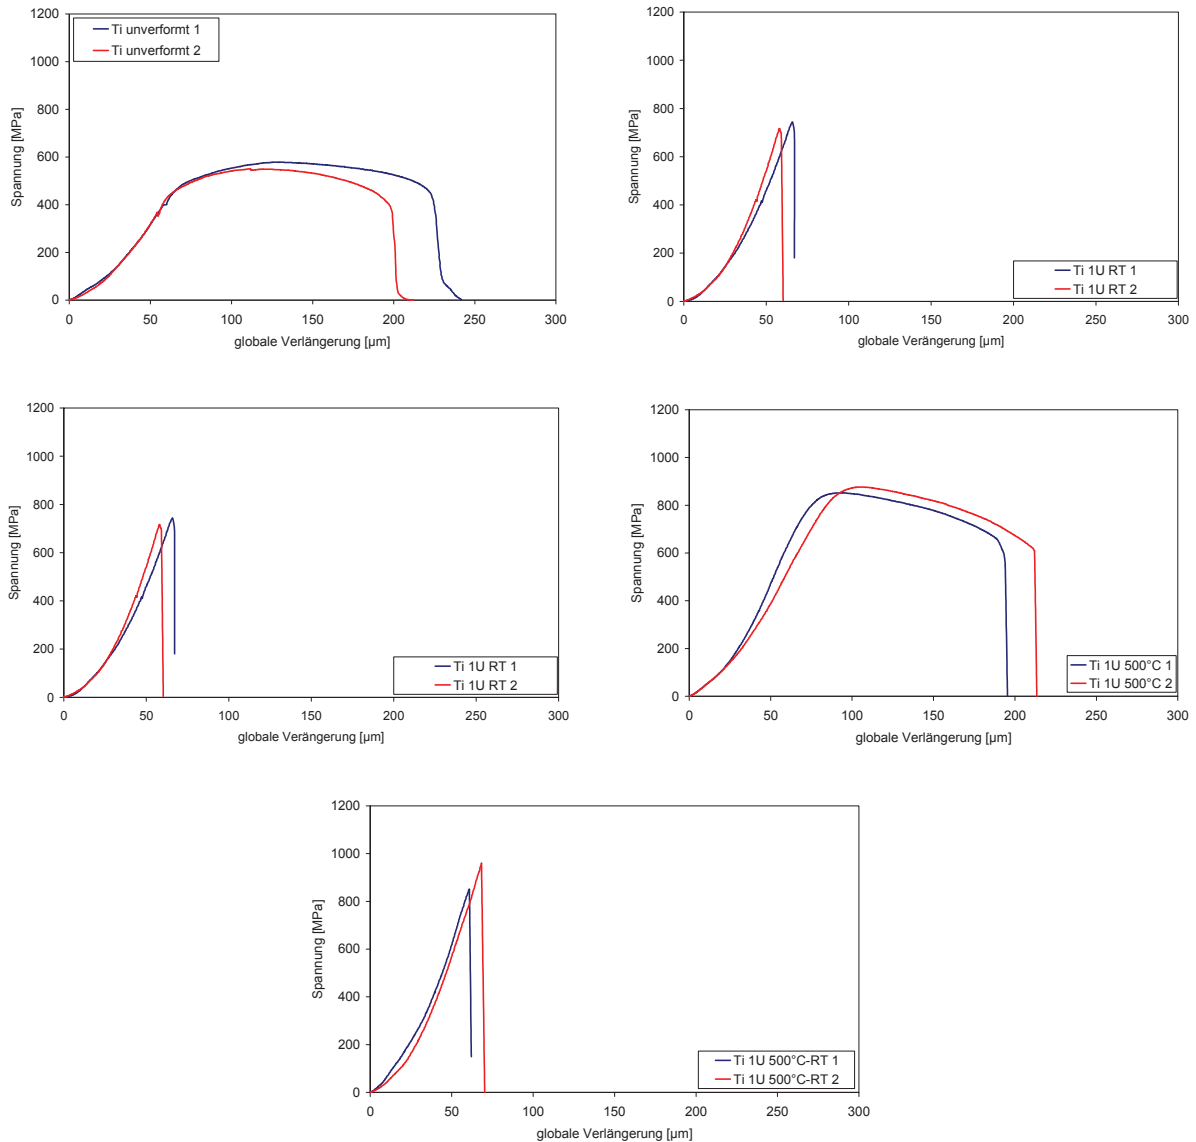 1200
1000
800
600
400
200
0
Spannung [MPa]
Ti unverformt 1
Ti unverformt 2
0 50 100 150 200 250 300
globale Verlängerung [µm]
1200
1000
800
600
400
200
0
Spannung [MPa]
Ti 1U RT 1
Ti 1U RT 2
0 50 100 150 200 250 300
globale Verängerung [µm]
1200
1000
800
600
400
200
0
Spannung [MPa]
Ti 1U RT 1
Ti 1U RT 2
0 50 100 150 200 250 300
globale Verängerung [µm]
1200
1000
800
600
400
200
0
Spannung [MPa]
Ti 1U 500°C 1
Ti 1U 500°C 2
0 50 100 150 200 250 300
globale Verlängerung [µm]
1200
1000
800
600
400
200
0
Spannung [MPa]
Ti 1U 500°C-RT 1
Ti 1U 500°C-RT 2
0 50 100 150 200 250 300
globale Verlängerung [µm]